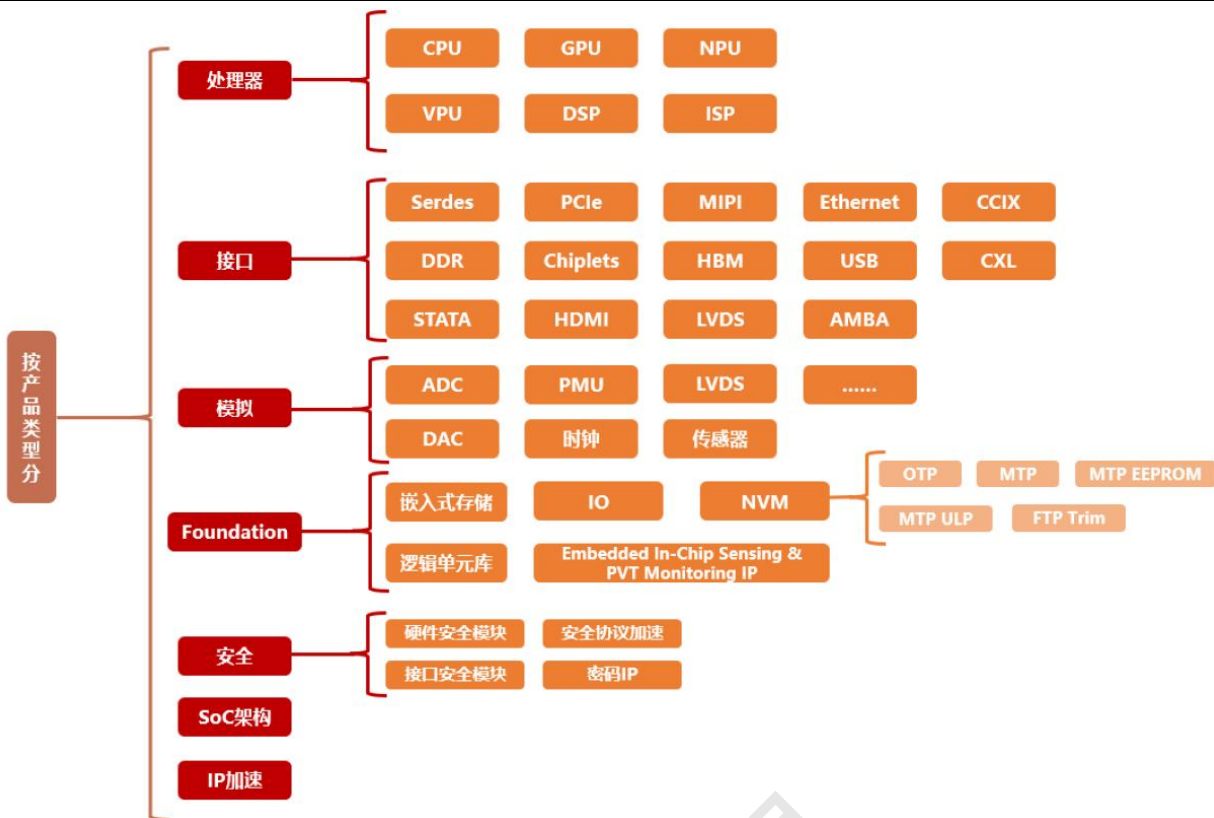 按产品类型分
处理器
CPU
GPU
NPU
VPU
DSP
ISP
接口
Serdes
PCIe
MIPI
Ethernet
CCIX
DDR
Chiplets
HBM
USB
CXL
STATA
HDMI
LVDS
AMBA
模拟
ADC
PMU
LVDS
......
DAC
时钟
传感器
Foundation
嵌入式存储
IO
NVM
OTP
MTP
MTP EEPROM
MTP ULP
FTP Trim
逻辑单元库
Embedded In-Chip Sensing &
PVT Monitoring IP
安全
硬件安全模块
安全协议加速
接口安全模块
密码IP
SoC架构
IP加速